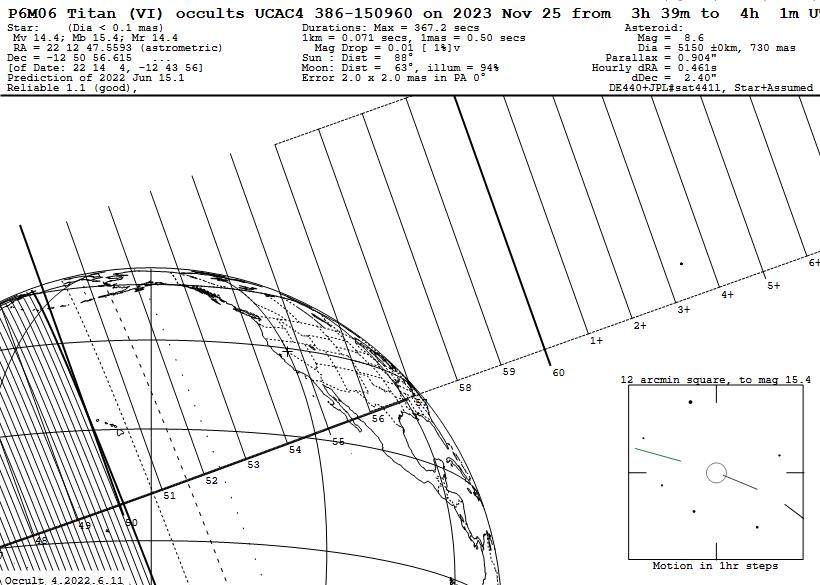 P6M06 Titan (VI) occults UCAC4 386-150960 on 2023 Nov 25 from 3h 39m to 4h 1m
Star: (Dia < 0.1 mas)
Mv 14.4; Mb 15.4; Mr 14.4
RA = 22 12 47.5593 (astrometric)
Dec = -12 50 56.615 ...
[of Date: 22 14 4, -12 43 56]
Prediction of 2022 Jun 15.1
Reliable 1.1 (good),
Durations: Max = 367.2 secs
1km = 0.071 secs, 1mas = 0.50 secs
Mag Drop = 0.01 [ 1%]v
Sun : Dist = 88°
Moon: Dist = 63°, illum = 94%
Error 2.0 x 2.0 mas in PA 0°
Asteroid:
Mag = 8.6
Dia = 5150 ±0km, 730 mas
Parallax = 0.904"
Hourly dRA = 0.461s
dDec = 2.40"
DE440+JPL#sat441l, Star+Assumed
6+
5+
4+
3+
2+
1+
60
59
58
57
56
55
54
53
52
51
50
49
48
12 arcmin square, to mag 15.4
Motion in 1hr steps
Occult 4.2022.6.11